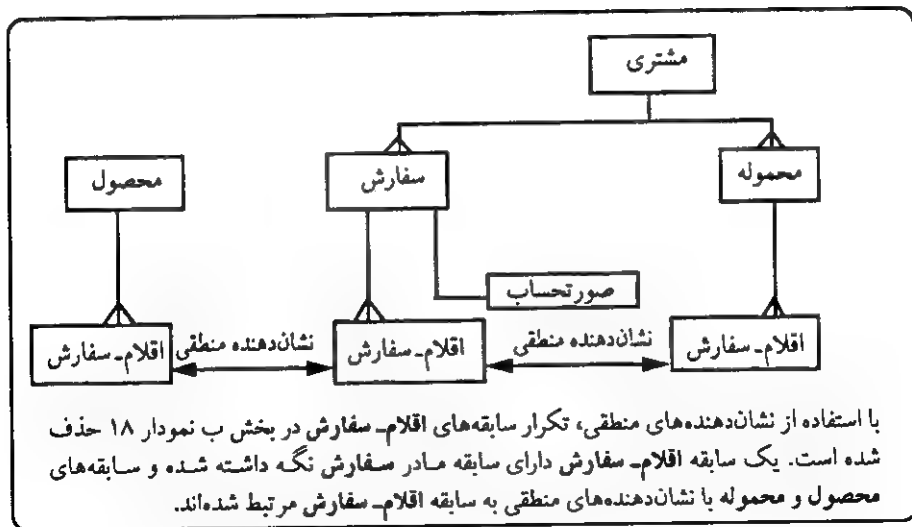 مشتری
محصول
سفارش
محموله
صورتحساب
اقلام-سفارش
نشان‌دهنده منطقی
اقلام-سفارش
نشان‌دهنده منطقی
اقلام-سفارش
با استفاده از نشان‌دهنده‌های منطقی، تکرار سابقه‌های اقلام-سفارش در بخش ب نمودار ۱۸ حذف
شده است. یک سابقه اقلام-سفارش دارای سابقه مادر سفارش نگه داشته شده و سابقه‌های
محصول و محموله با نشان‌دهنده‌های منطقی به سابقه اقلام-سفارش مرتبط شده‌اند.